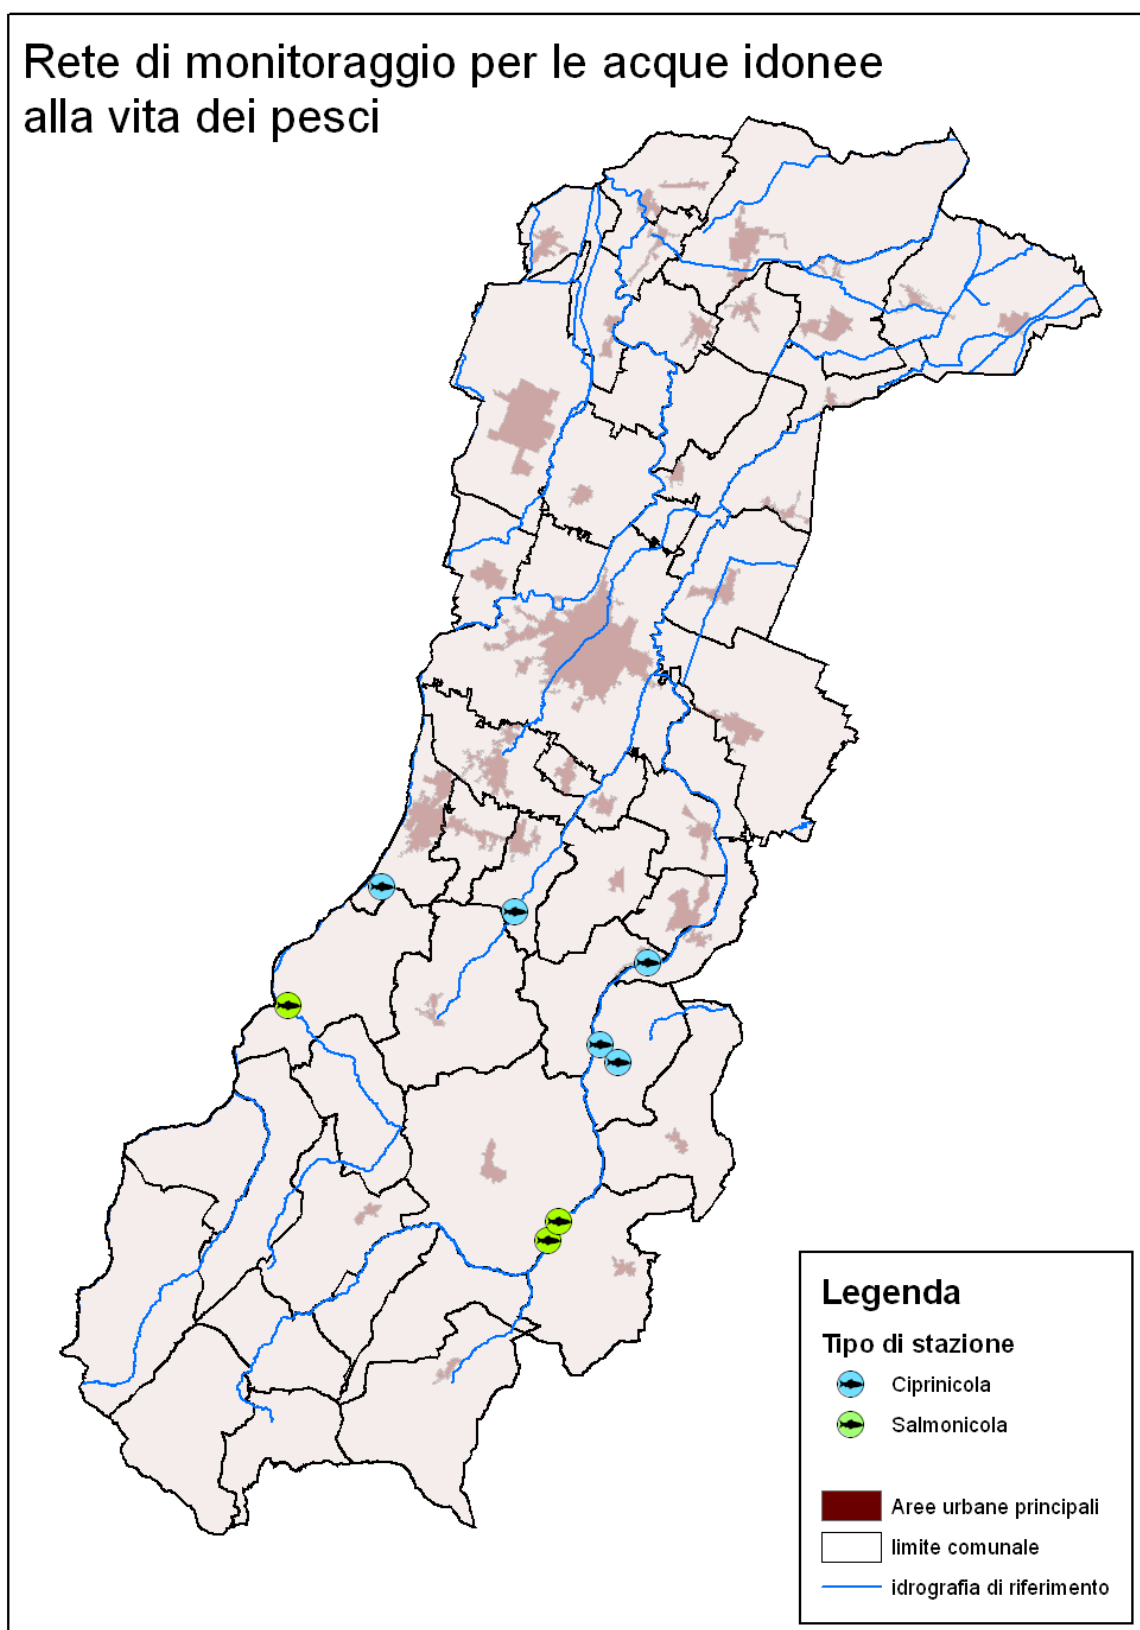 Rete di monitoraggio per le acque idonee
alla vita dei pesci
Legenda
Tipo di stazione
Ciprinicola
Salmonicola
Aree urbane principali
limite comunale
idrografia di riferimento